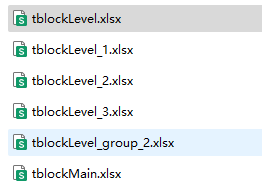 tblockLevel.xlsx
tblockLevel_1.xlsx
tblockLevel_2.xlsx
tblockLevel_3.xlsx
tblockLevel_group_2.xlsx
tblockMain.xlsx